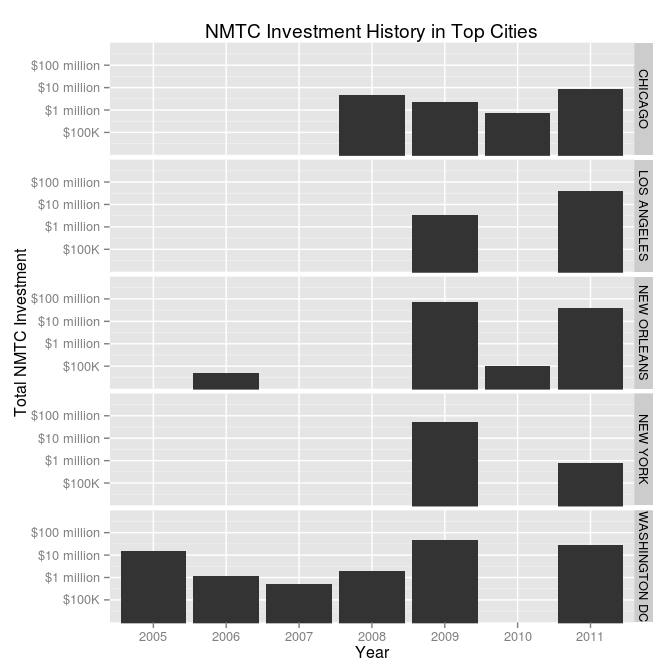 NMTC Investment History in Top Cities
Total NMTC Investment
$100 million
$10 million
$1 million
$100K
CHICAGO
$100 million
$10 million
$1 million
$100K
LOS ANGELES
$100 million
$10 million
$1 million
$100K
NEW ORLEANS
$100 million
$10 million
$1 million
$100K
NEW YORK
$100 million
$10 million
$1 million
$100K
WASHINGTON DC
2005 2006 2007 2008 2009 2010 2011
Year